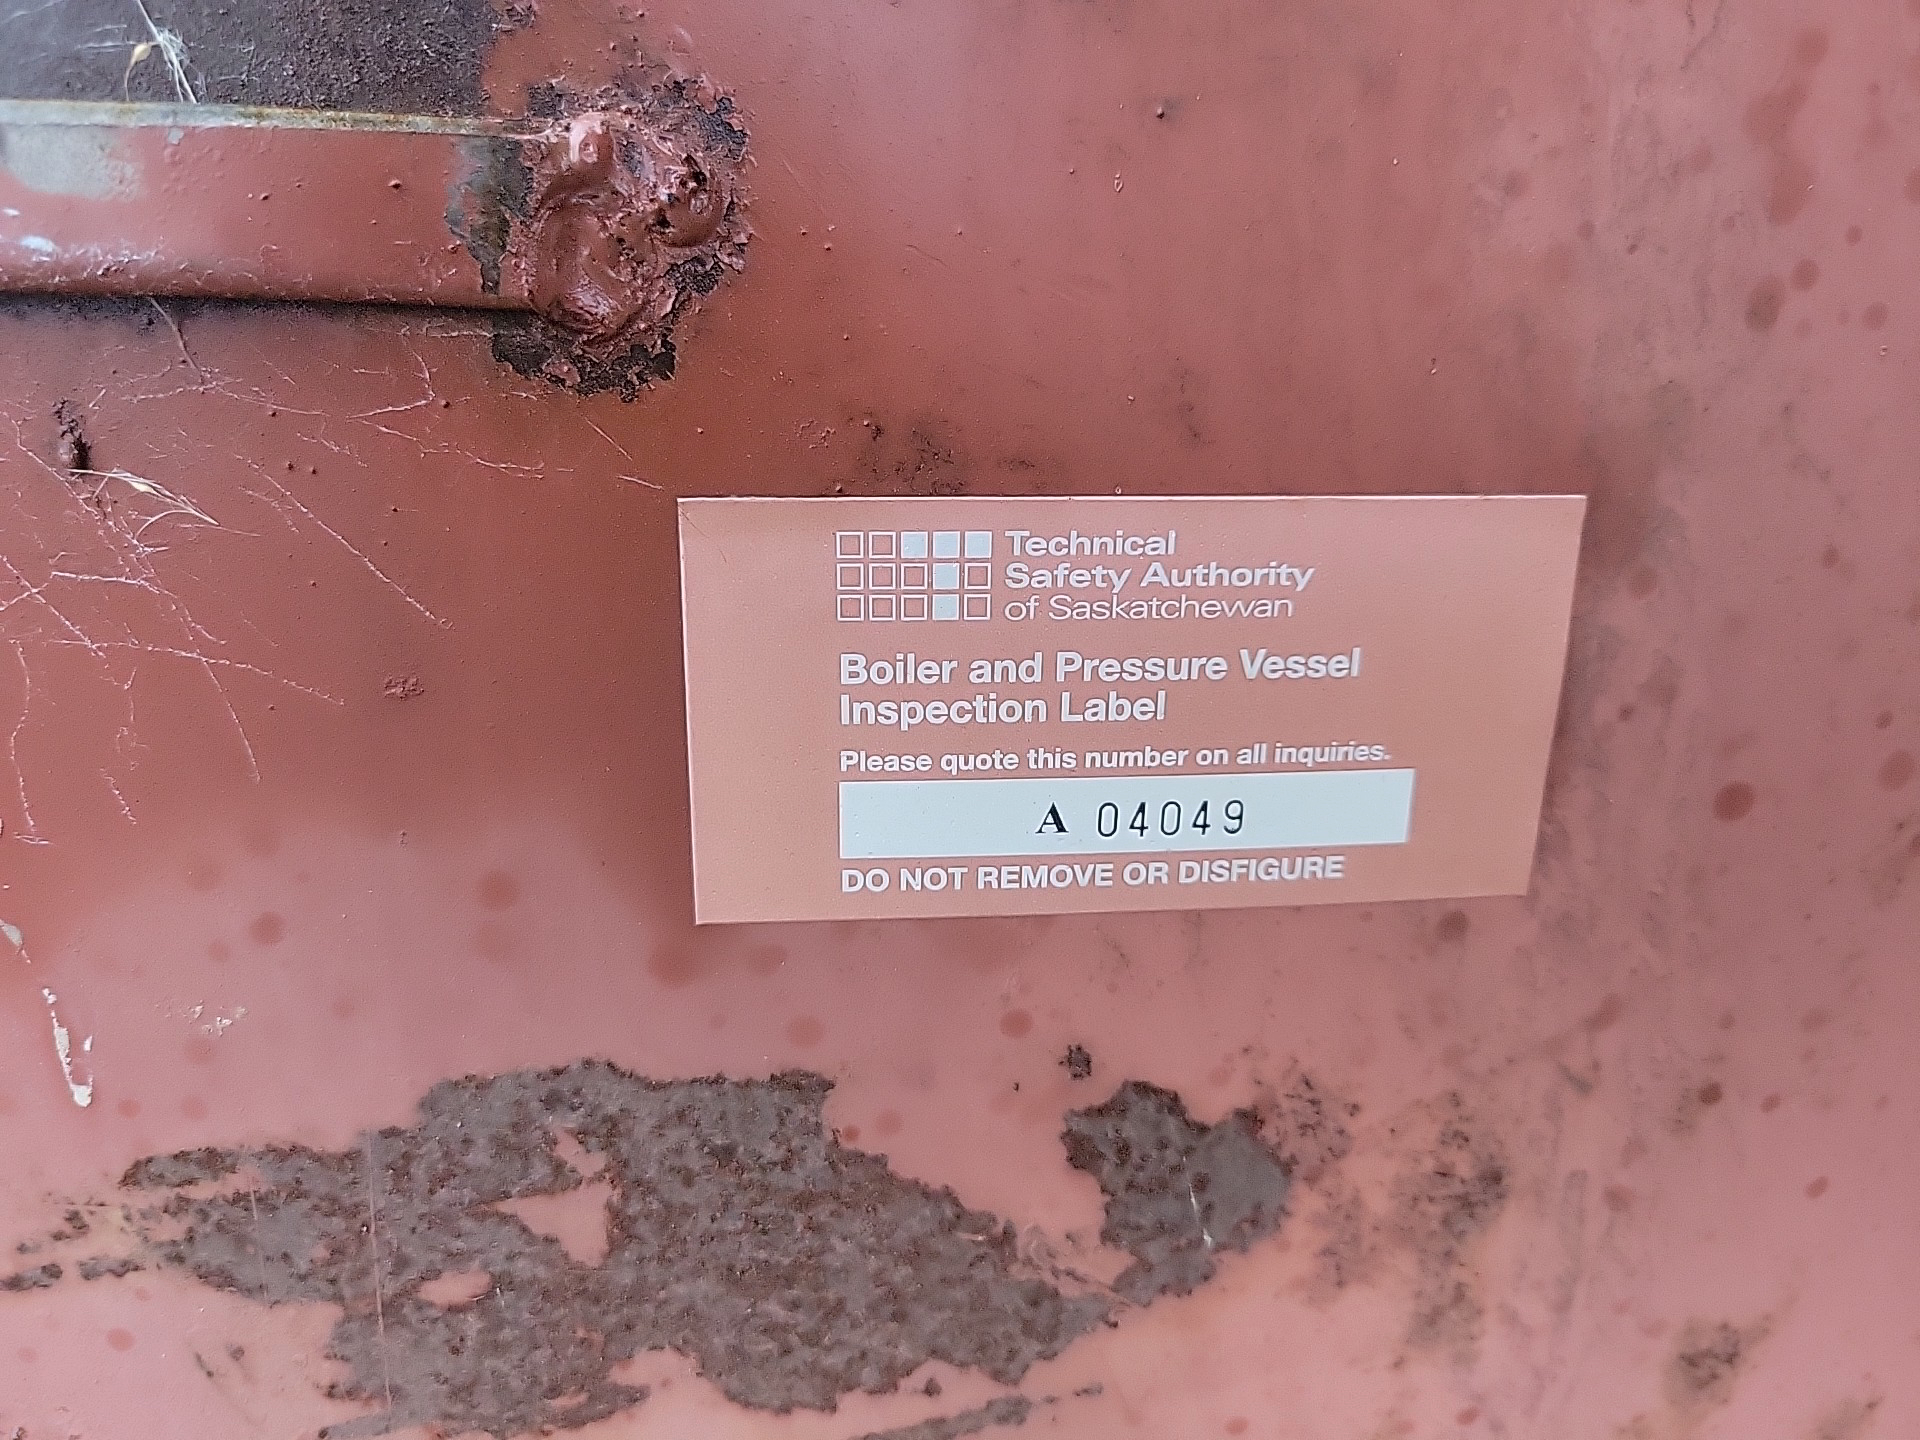 Technical
Safety Authority
of Saskatchewan
Boiler and Pressure Vessel
Inspection Label
Please quote this number on all inquiries.
A 04049
DO NOT REMOVE OR DISFIGURE